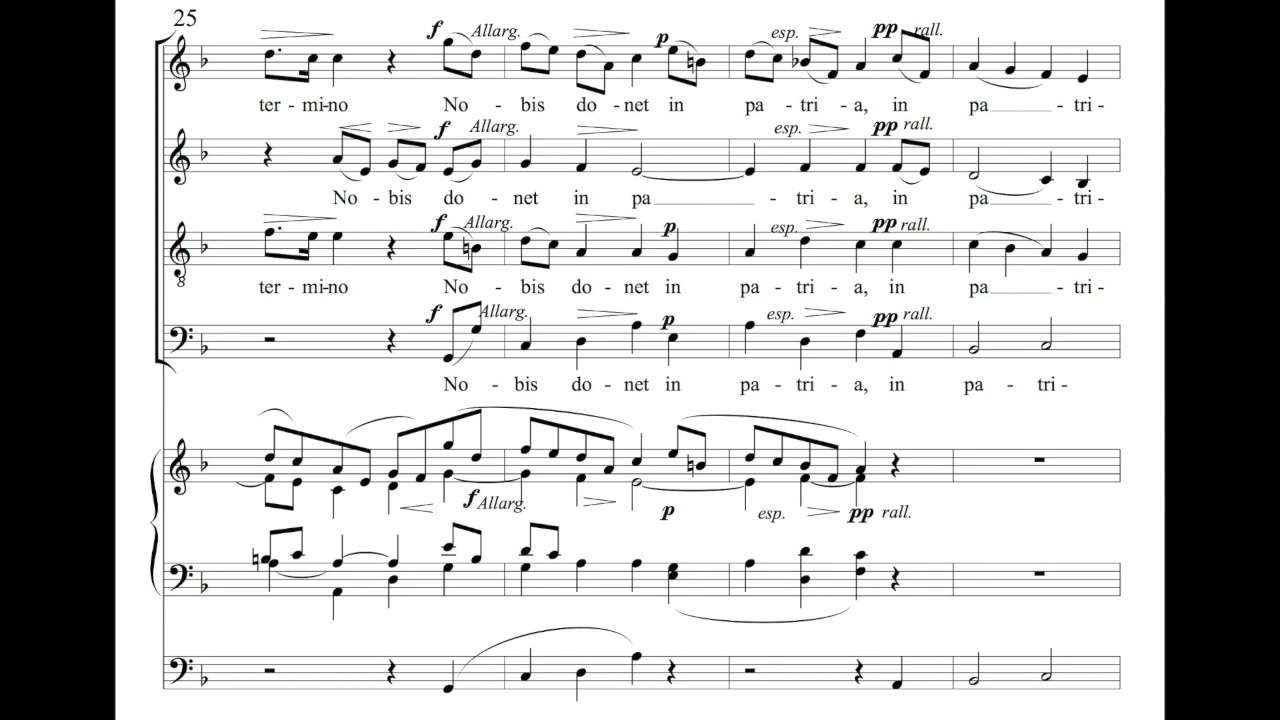 25
f Allarg. p esp. pp rall.
ter - mi-no No - bis do - net in pa - tri - a, in pa - tri -
f Allarg. esp. pp rall.
No - bis do - net in pa - tri - a, in pa - tri -
f Allarg. p esp. pp rall.
8
ter - mi-no No - bis do - net in pa - tri - a, in pa - tri -
f Allarg. p esp. pp rall.
No - bis do - net in pa - tri - a, in pa - tri -
f Allarg. p esp. pp rall.